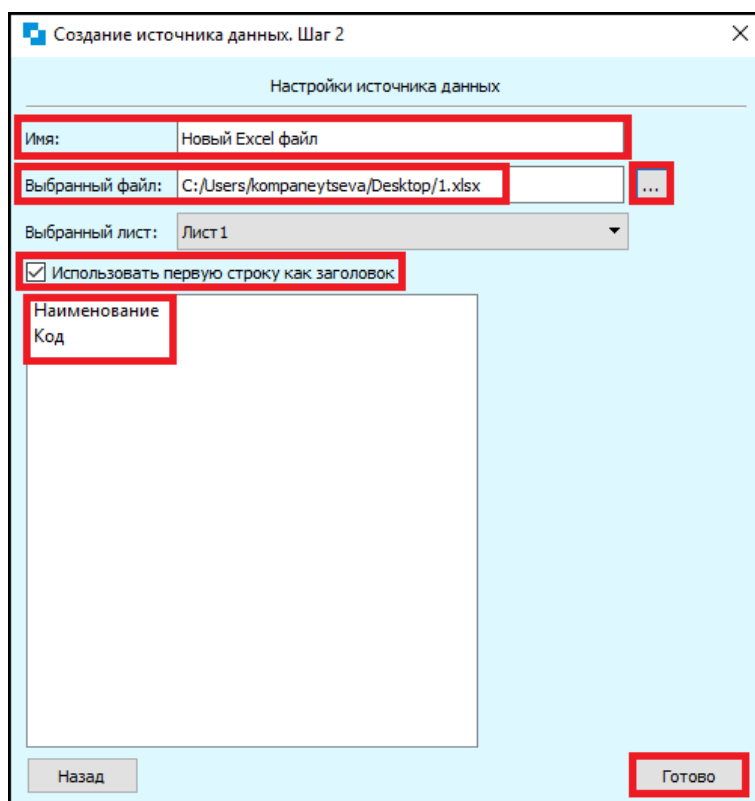 Создание источника данных. Шаг 2
Настройки источника данных
Имя: Новый Excel файл
Выбранный файл: C:/Users/kompaneytseva/Desktop/1.xlsx ...
Выбранный лист: Лист1
Использовать первую строку как заголовок
Наименование
Код
Назад Готово